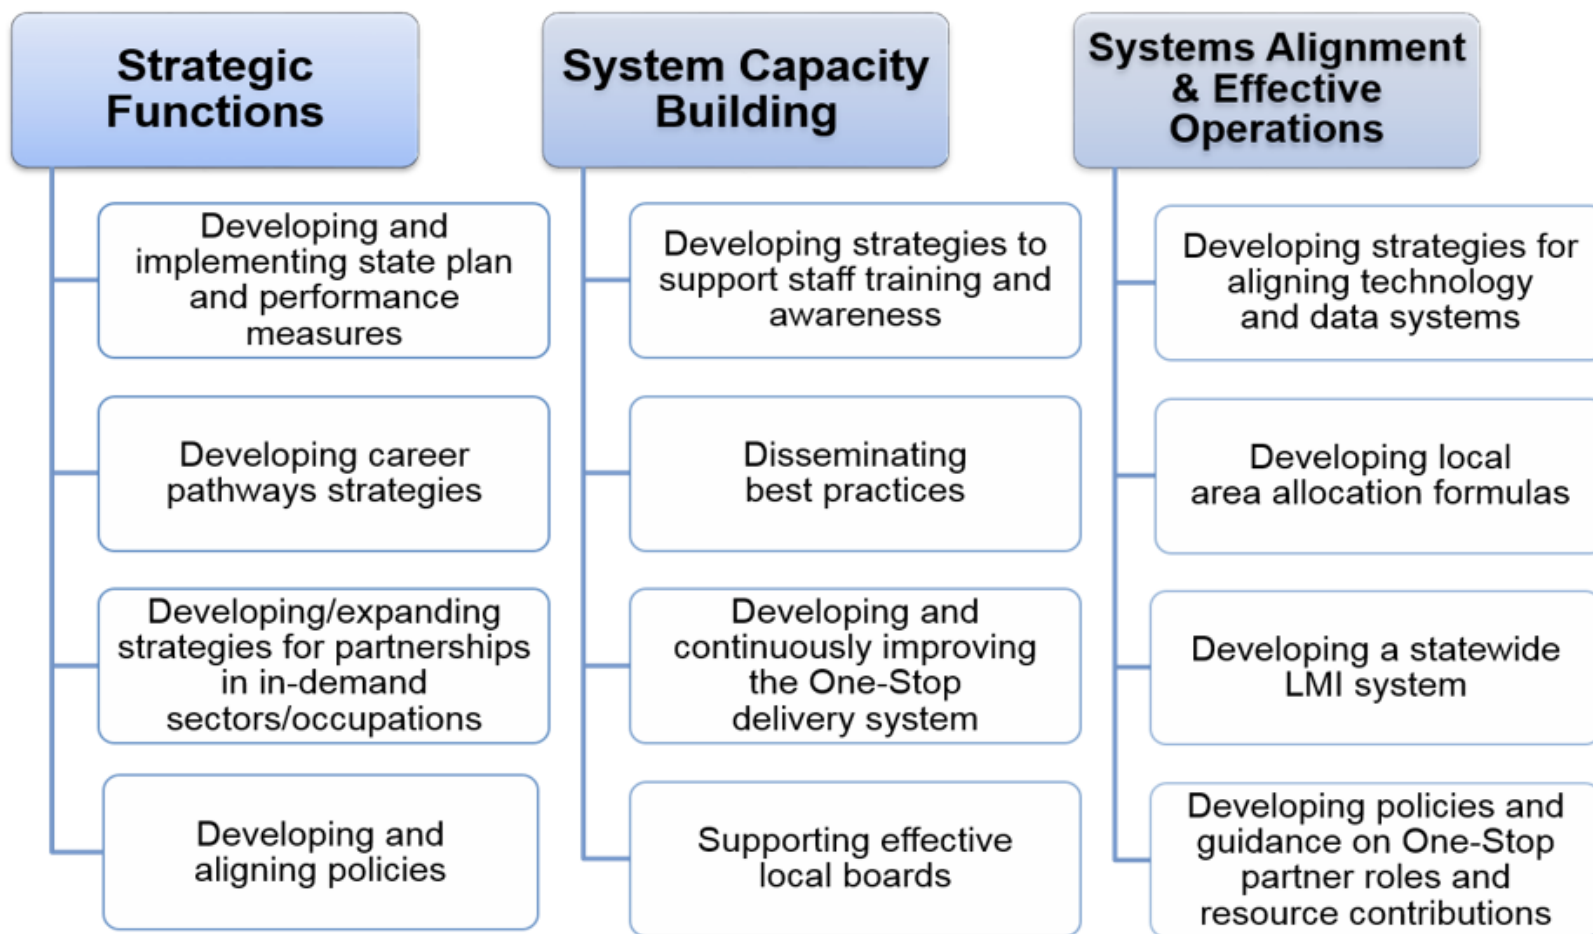 Strategic
Functions
Developing and
implementing state plan
and performance
measures
Developing career
pathways strategies
Developing/expanding
strategies for partnerships
in in-demand
sectors/occupations
Developing and
aligning policies
System Capacity
Building
Developing strategies to
support staff training and
awareness
Disseminating
best practices
Developing and
continuously improving
the One-Stop
delivery system
Supporting effective
local boards
Systems Alignment
& Effective
Operations
Developing strategies for
aligning technology
and data systems
Developing local
area allocation formulas
Developing a statewide
LMI system
Developing policies and
guidance on One-Stop
partner roles and
resource contributions